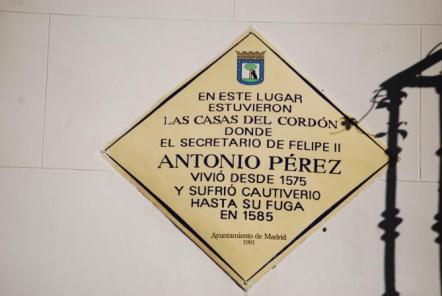 EN ESTE LUGAR
ESTUVIERON
LAS CASAS DEL CORDÓN
DONDE
EL SECRETARIO DE FELIPE II
ANTONIO PÉREZ
VIVIÓ DESDE 1575
Y SUFRIÓ CAUTIVERIO
HASTA SU FUGA
EN 1585
Ayuntamiento de Madrid
1991